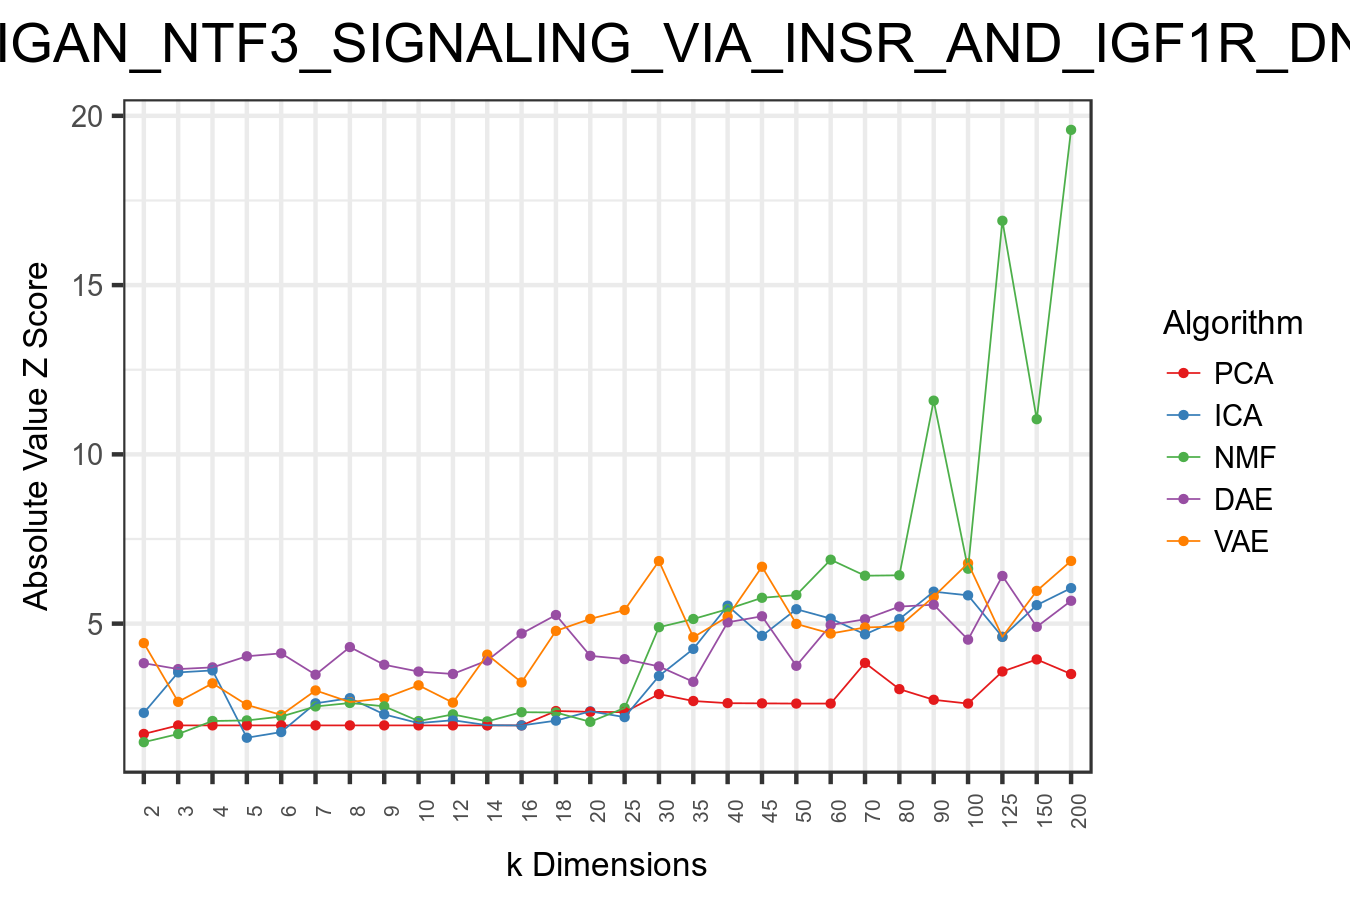 IGAN_NTF3_SIGNALING_VIA_INSR_AND_IGF1R_DN
20
15
10
5
Absolute Value Z Score
2 3 4 5 6 7 8 9 10 12 14 16 18 20 25 30 35 40 45 50 60 70 80 90 100 125 150 200
k Dimensions
Algorithm
PCA
ICA
NMF
DAE
VAE